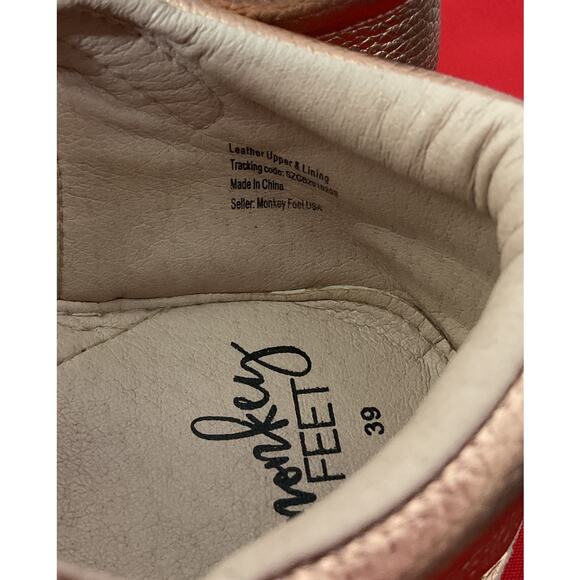 Leather Upper & Lining
Tracking code:
Made in China
Seller: Monkey Feet USA
monkey
FEET
39